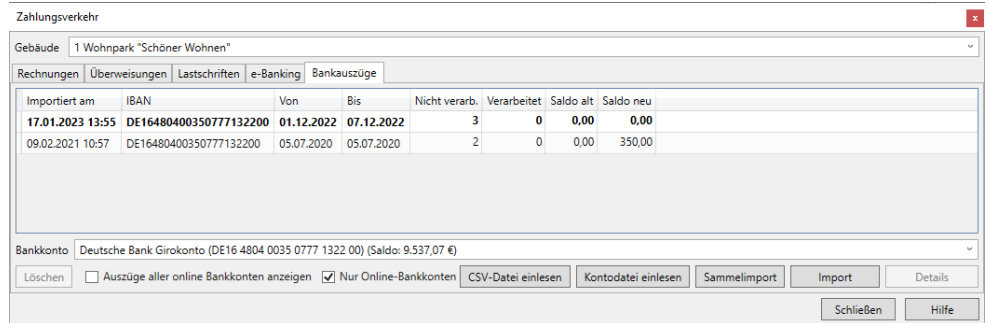 Zahlungsverkehr
x
Gebäude 1 Wohnpark "Schöner Wohnen"
Rechnungen Überweisungen Lastschriften e-Banking Bankauszüge
Importiert am IBAN Von Bis Nicht verarb. Verarbeitet Saldo alt Saldo neu
17.01.2023 13:55 DE16480400350777132200 01.12.2022 07.12.2022 3 0 0,00 0,00
09.02.2021 10:57 DE16480400350777132200 05.07.2020 05.07.2020 2 0 0,00 350,00
Bankkonto Deutsche Bank Girokonto (DE16 4804 0035 0777 1322 00) (Saldo: 9.537,07 €)
Löschen Auszüge aller online Bankkonten anzeigen Nur Online-Bankkonten CSV-Datei einlesen Kontodatei einlesen Sammelimport Import Details
Schließen Hilfe